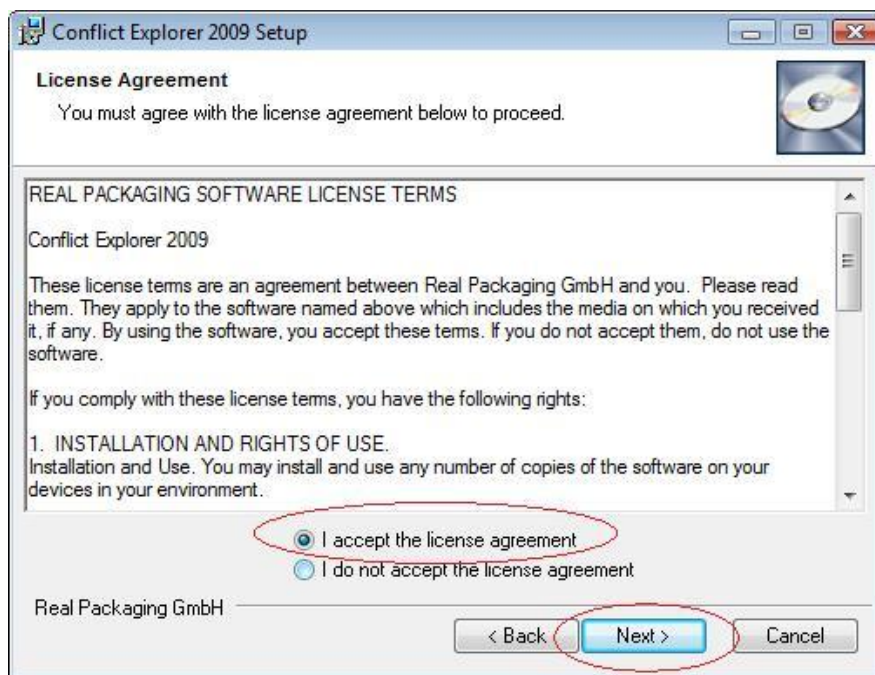 Conflict Explorer 2009 Setup
License Agreement
You must agree with the license agreement below to proceed.
REAL PACKAGING SOFTWARE LICENSE TERMS
Conflict Explorer 2009
These license terms are an agreement between Real Packaging GmbH and you.  Please read
them. They apply to the software named above which includes the media on which you received
it, if any. By using the software, you accept these terms. If you do not accept them, do not use the
software.
If you comply with these license terms, you have the following rights:
1.  INSTALLATION AND RIGHTS OF USE.
Installation and Use. You may install and use any number of copies of the software on your
devices in your environment.
I accept the license agreement
I do not accept the license agreement
Real Packaging GmbH
< Back Next > Cancel